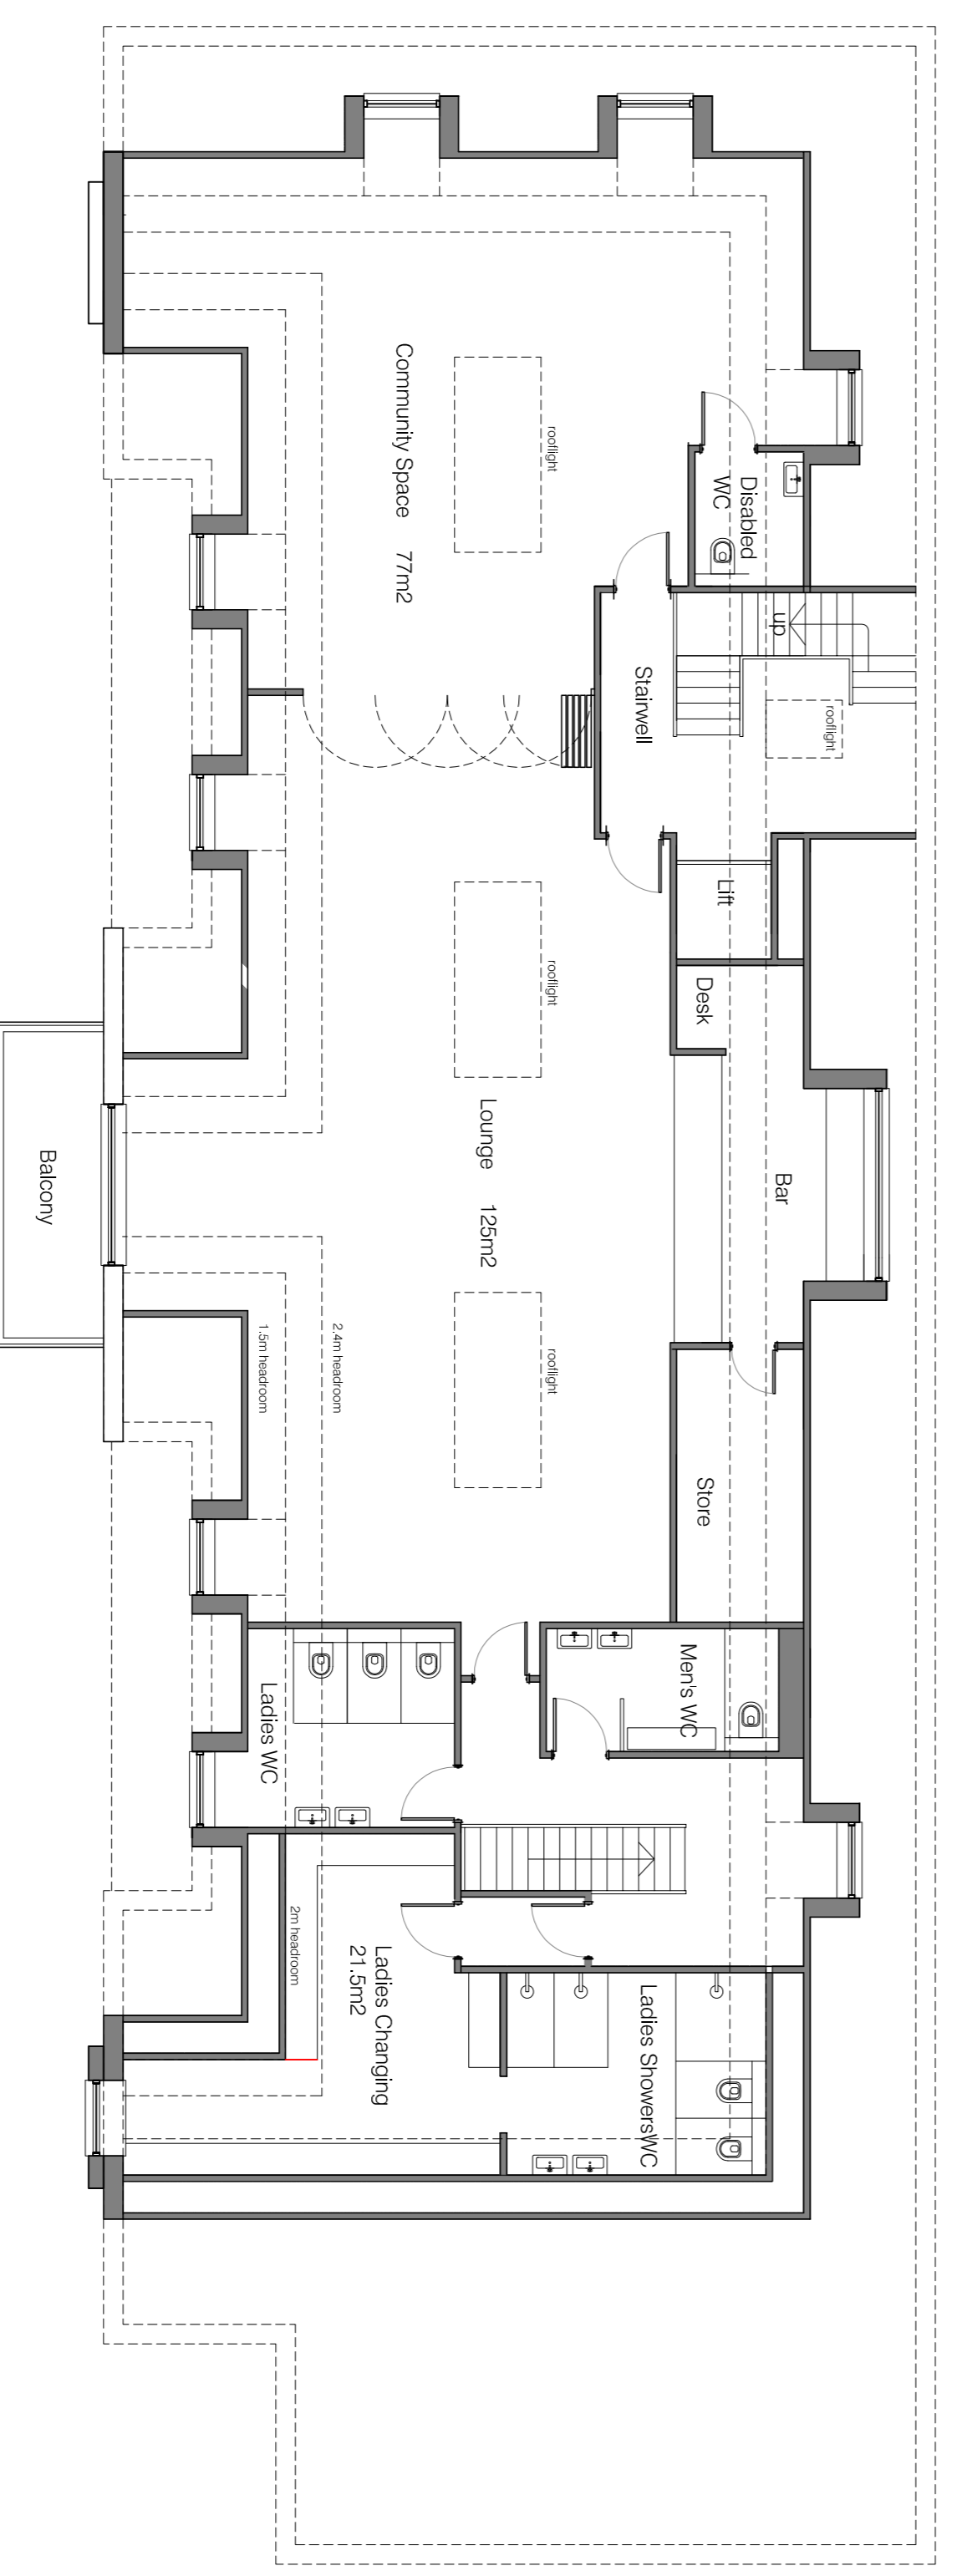 Disabled
WC
up
rooflight
Stairwell
rooflight
Community Space 77m2
Lift
Desk
rooflight
Bar
Lounge 125m2
Balcony
rooflight
2.4m headroom
1.5m headroom
Store
Men's WC
Ladies WC
2m headroom
Ladies Changing
21.5m2
Ladies ShowersWC